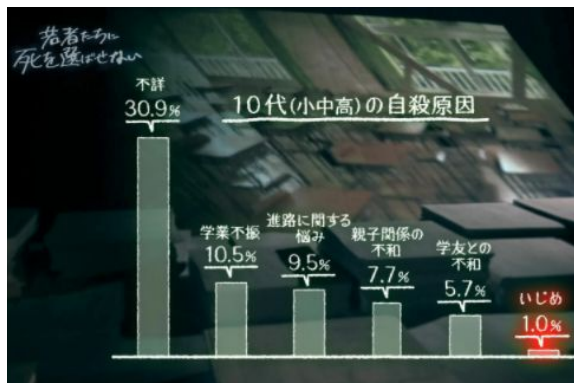 若者たちに
死を選ばせない
10代(小中高)の自殺原因
不詳
30.9%
学業不振
10.5%
進路に関する
悩み
9.5%
親子関係の
不和
7.7%
学友との
不和
5.7%
いじめ
1.0%